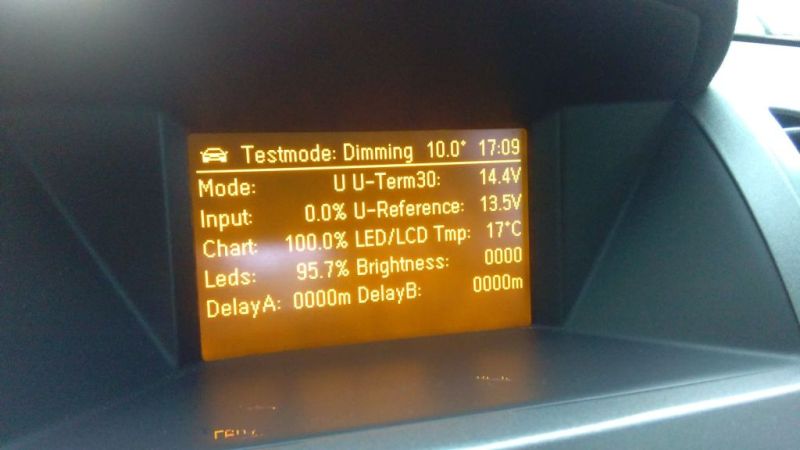 Testmode: Dimming 10.0° 17:09
Mode: U U-Term30: 14.4V
Input: 0.0% U-Reference: 13.5V
Chart: 100.0% LED/LCD Tmp: 17°C
Leds: 95.7% Brightness: 0000
DelayA: 0000m DelayB: 0000m